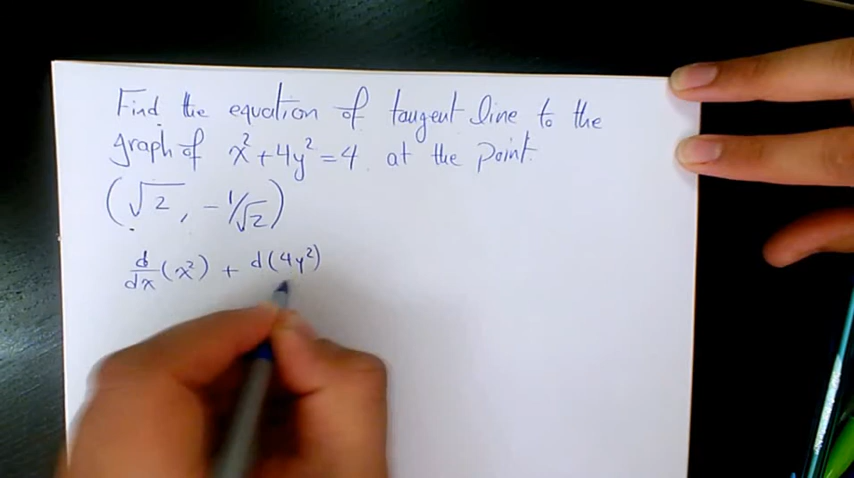 Find the equation of tangent line to the
graph of x² + 4y² = 4 at the point.
(√2, -1/√2)
d/dx (x²) + d(4y²)